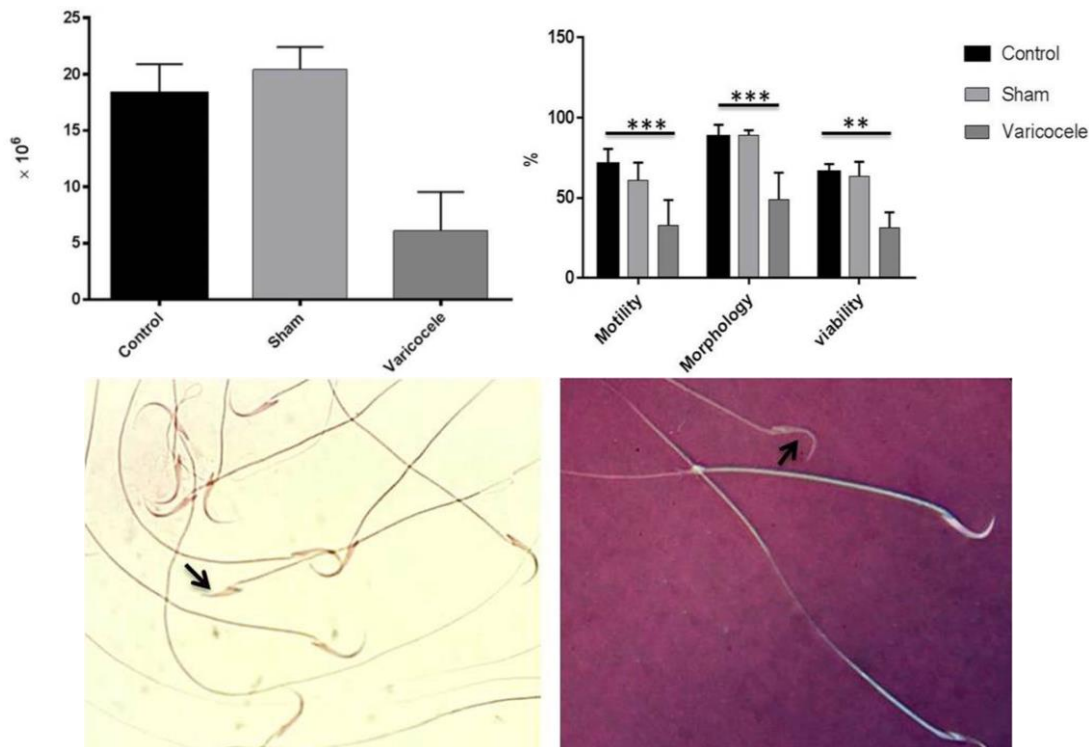 25
20
15
10
5
0
× 10⁶
Control
Sham
Varicocele
150
100
50
0
%
***
***
**
Motility
Morphology
viability
Control
Sham
Varicocele